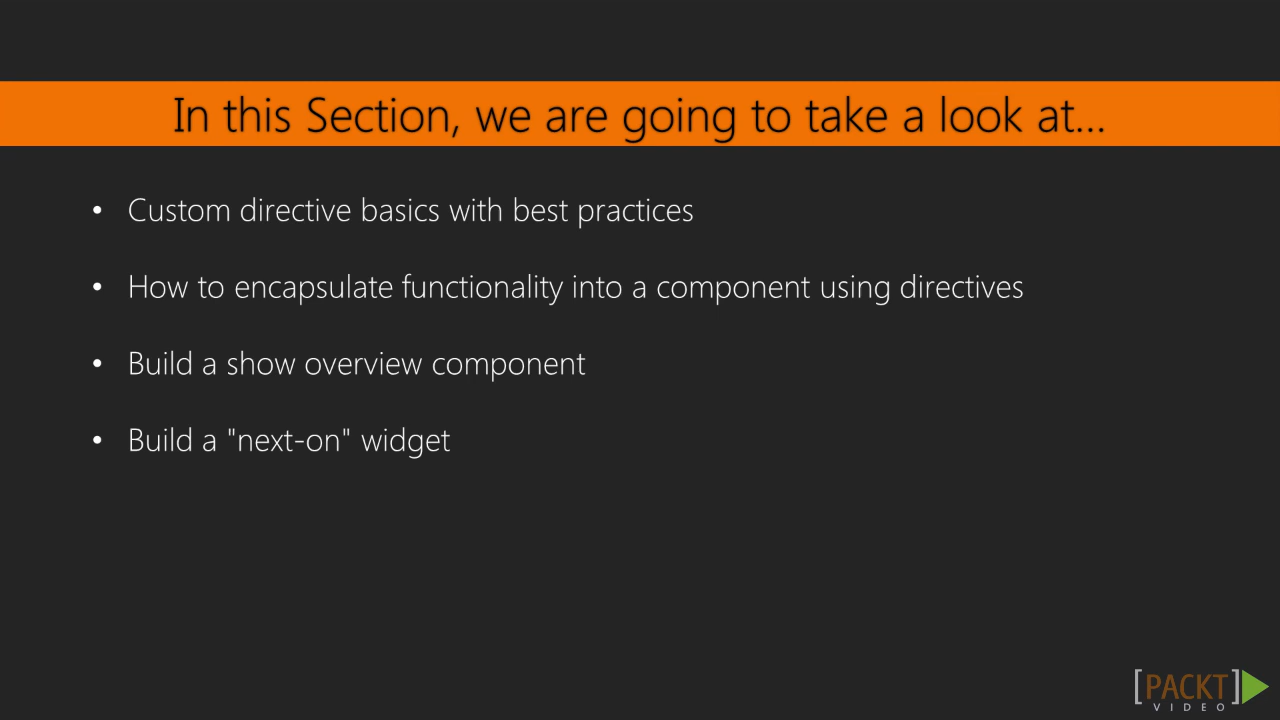 In this Section, we are going to take a look at...
• Custom directive basics with best practices
• How to encapsulate functionality into a component using directives
• Build a show overview component
• Build a "next-on" widget
[PACKT]
VIDEO